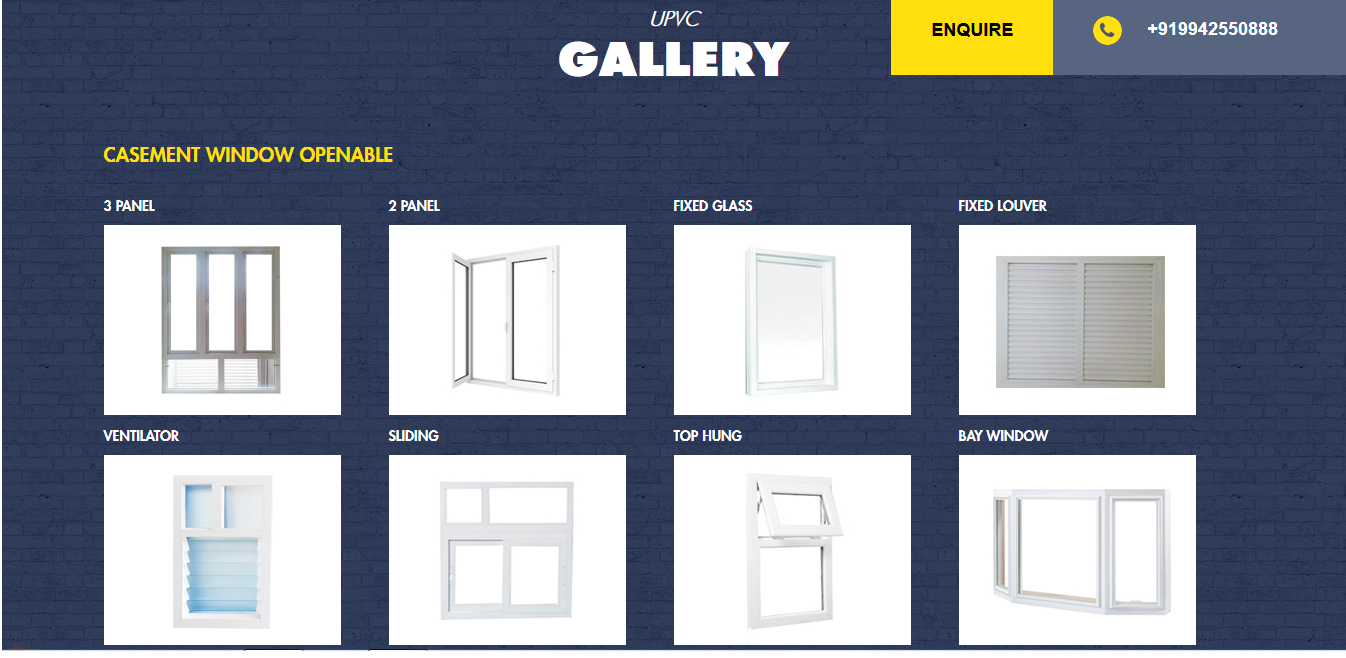 UPVC
GALLERY
ENQUIRE
+919942550888
CASEMENT WINDOW OPENABLE
3 PANEL
2 PANEL
FIXED GLASS
FIXED LOUVER
VENTILATOR
SLIDING
TOP HUNG
BAY WINDOW